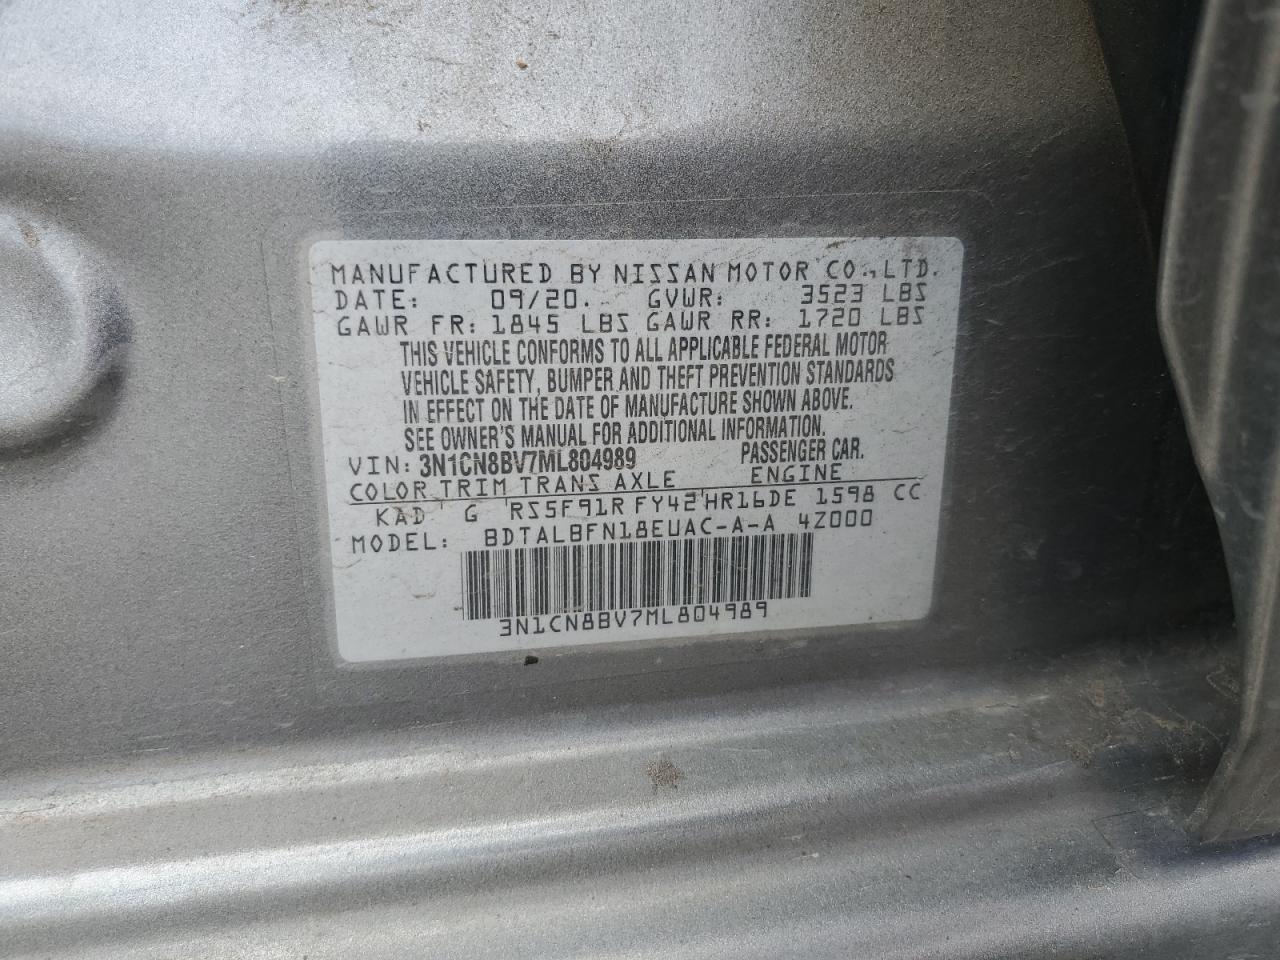 MANUFACTURED BY NISSAN MOTOR CO., LTD.
DATE: 09/20. GVWR: 3523 LBS
GAWR FR: 1845 LBS GAWR RR: 1720 LBS
THIS VEHICLE CONFORMS TO ALL APPLICABLE FEDERAL MOTOR
VEHICLE SAFETY, BUMPER AND THEFT PREVENTION STANDARDS
IN EFFECT ON THE DATE OF MANUFACTURE SHOWN ABOVE.
SEE OWNER'S MANUAL FOR ADDITIONAL INFORMATION.
VIN: 3N1CN8BV7ML804989 PASSENGER CAR.
COLOR TRIM TRANS AXLE ENGINE
KAD G RS5F91R FY42 HR16DE 1598 CC
MODEL: BDTALBFN18EUAC-A-A 4Z000
3N1CN8BV7ML804989